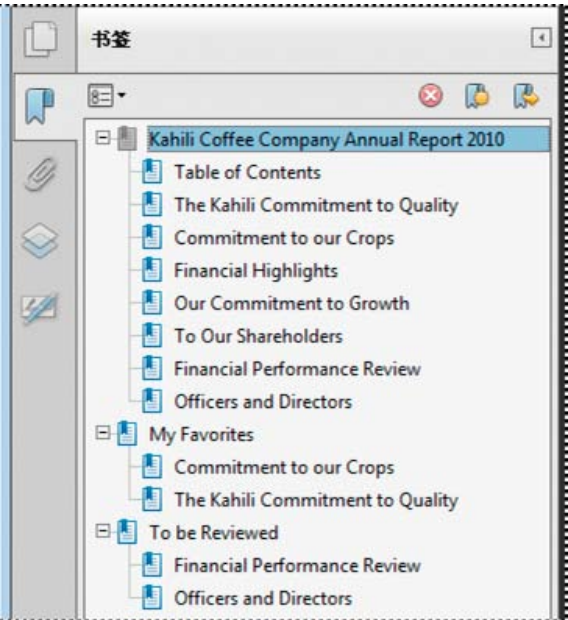 书签
Kahili Coffee Company Annual Report 2010
Table of Contents
The Kahili Commitment to Quality
Commitment to our Crops
Financial Highlights
Our Commitment to Growth
To Our Shareholders
Financial Performance Review
Officers and Directors
My Favorites
Commitment to our Crops
The Kahili Commitment to Quality
To be Reviewed
Financial Performance Review
Officers and Directors